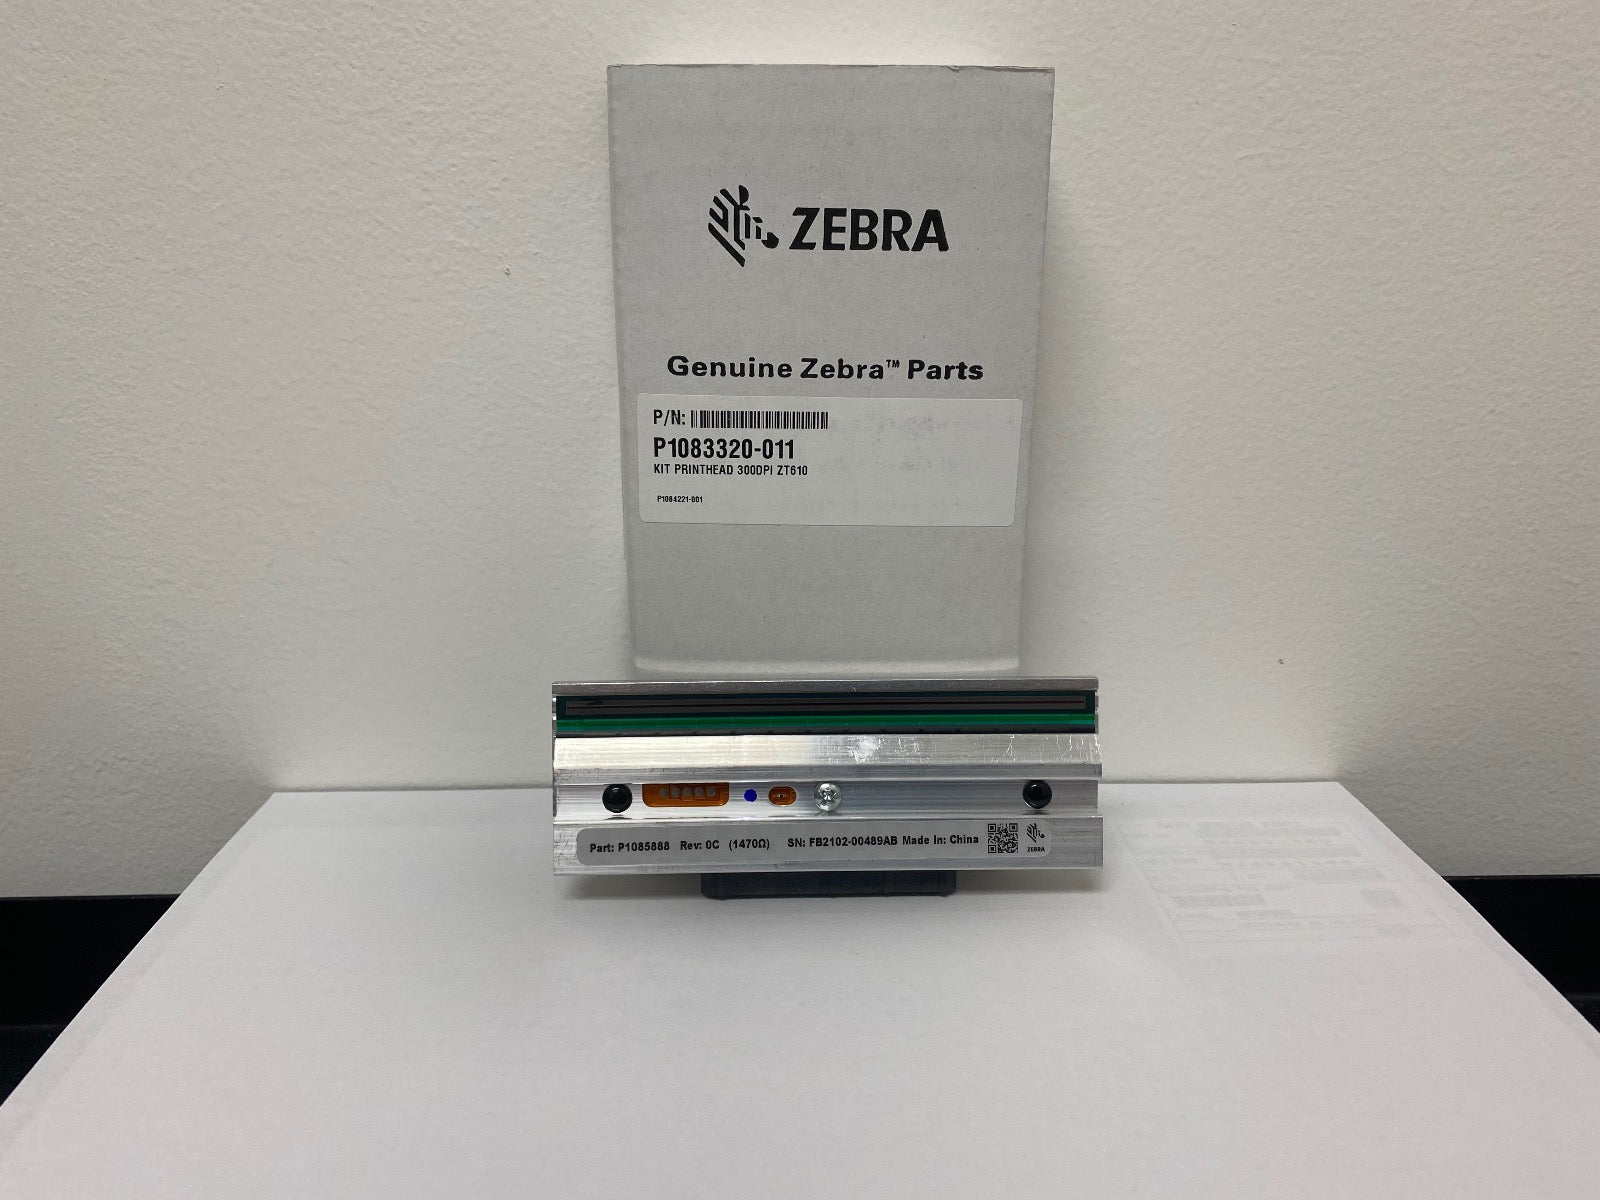 ZEBRA
Genuine Zebra™ Parts
P/N:
P1083320-011
KIT PRINTHEAD 300DPI ZT610
P1084221-001
Part: P1085888 Rev: 0C (1470Ω) SN: FB2102-00489AB Made In: China
ZEBRA